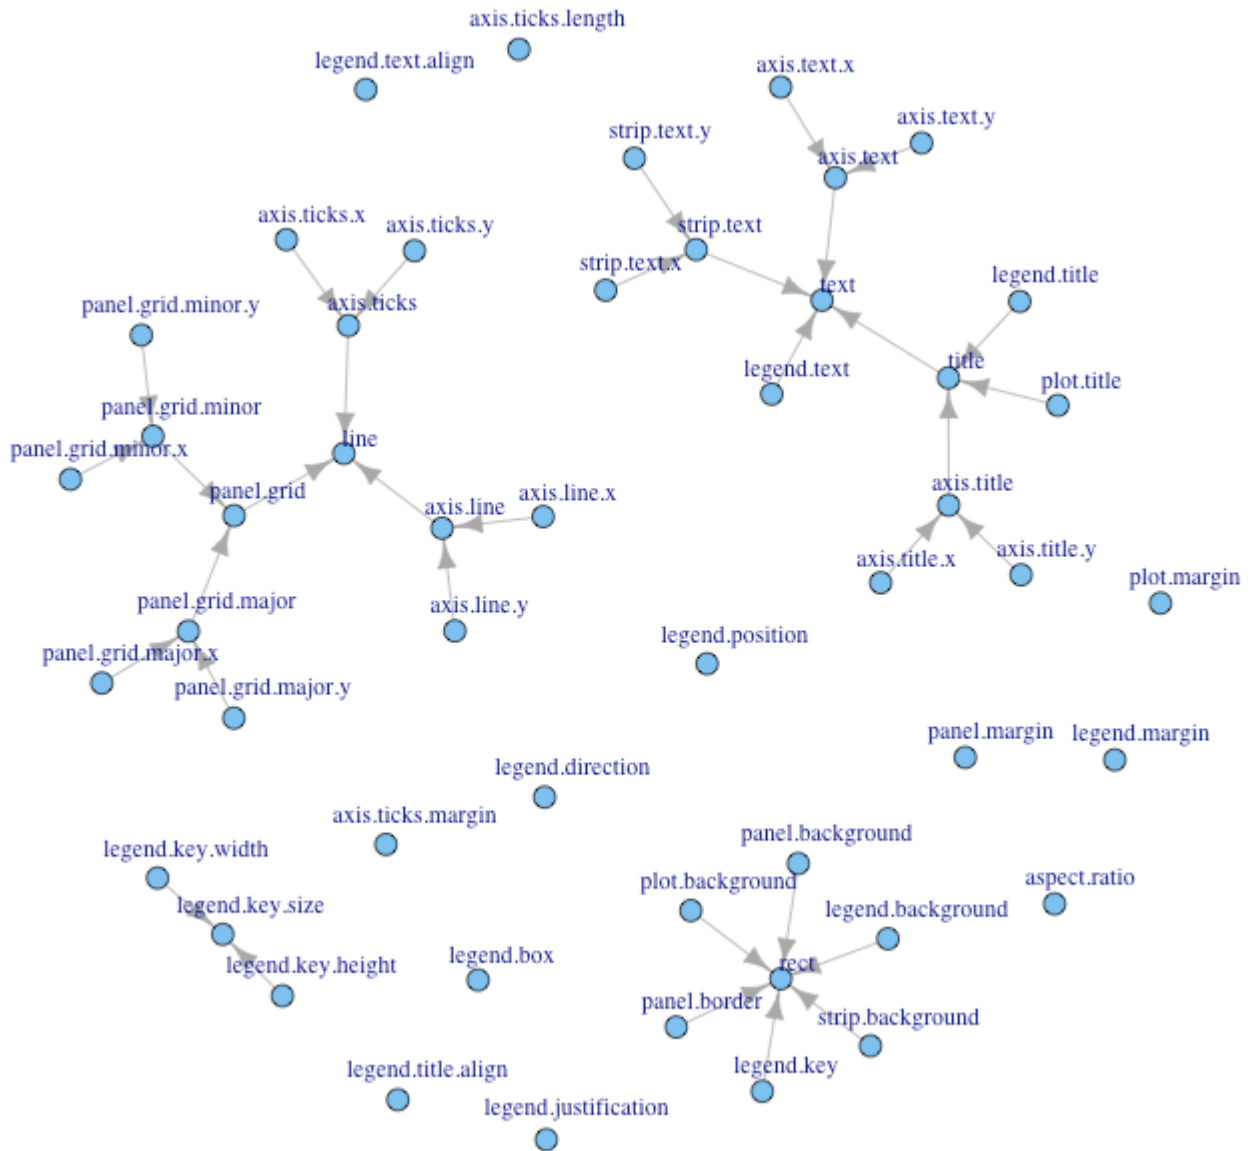 axis.ticks.length
legend.text.align
axis.text.x
axis.text.y
strip.text.y
axis.text
axis.ticks.x
axis.ticks.y
strip.text
strip.text.x
legend.title
text
panel.grid.minor.y
axis.ticks
legend.text
title
plot.title
panel.grid.minor
line
panel.grid.minor.x
panel.grid
axis.line
axis.line.x
axis.title
axis.title.x
axis.title.y
plot.margin
panel.grid.major
axis.line.y
legend.position
panel.grid.major.x
panel.grid.major.y
panel.margin
legend.margin
legend.direction
axis.ticks.margin
panel.background
legend.key.width
plot.background
aspect.ratio
legend.key.size
legend.background
legend.key.height
legend.box
rect
panel.border
strip.background
legend.key
legend.title.align
legend.justification